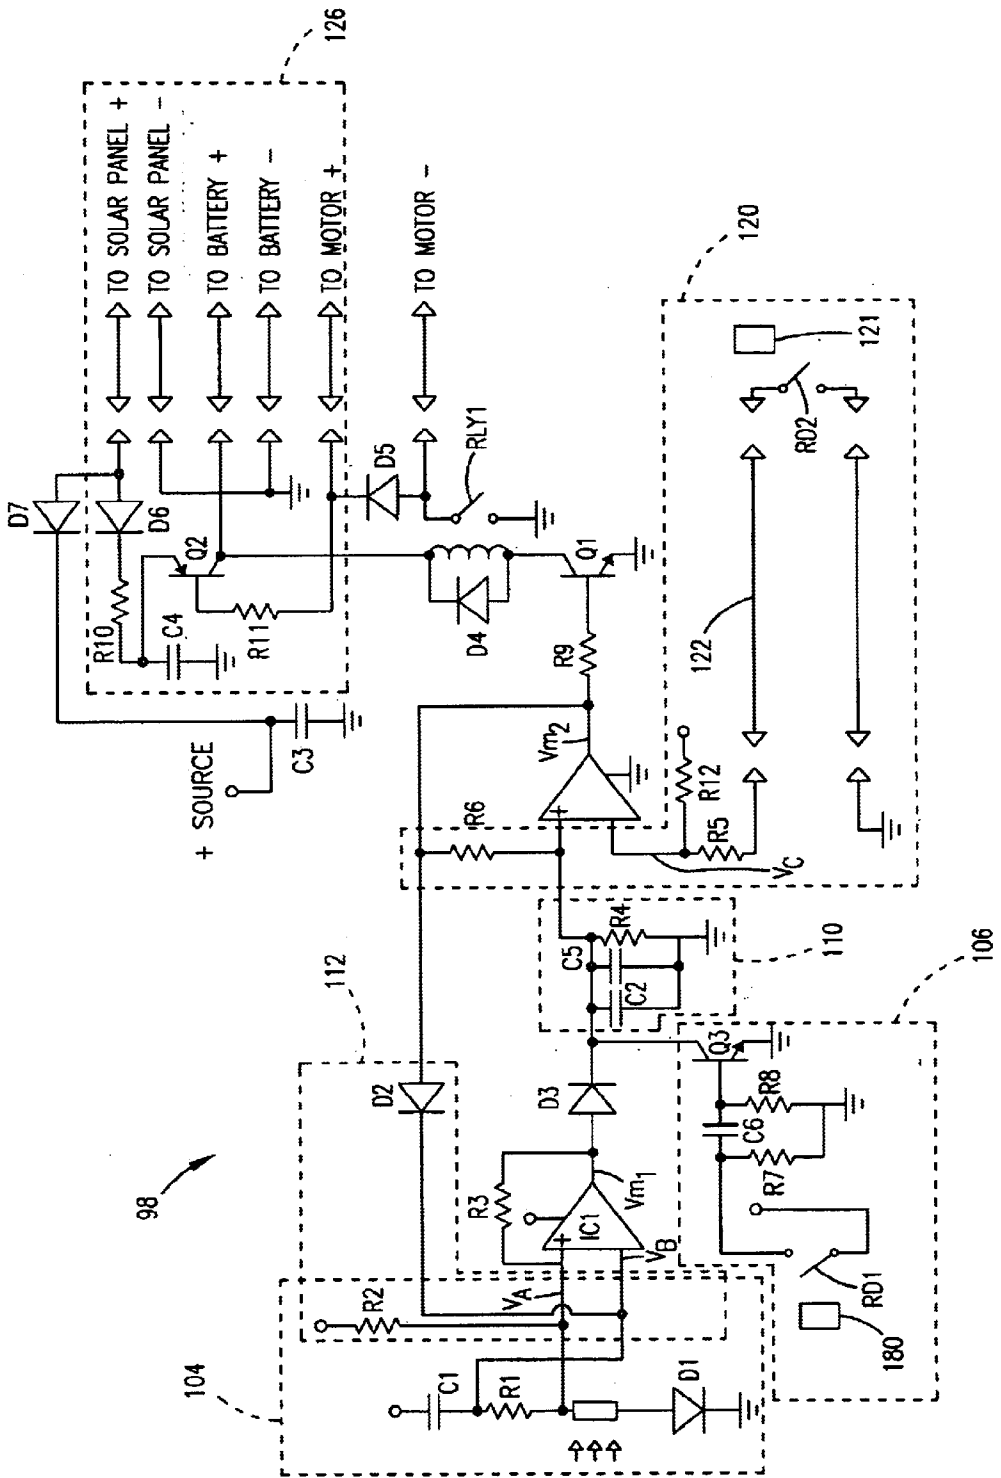 126
TO SOLAR PANEL +
TO SOLAR PANEL -
TO BATTERY +
TO BATTERY -
TO MOTOR +
TO MOTOR -
D7
D6
R10
Q2
C4
R11
D5
RLY1
+ SOURCE
C3
D4
Q1
R9
120
121
RD2
122
R12
R5
VC
Vm2
+
R6
112
D2
110
C5
R4
C2
106
D3
Q3
R8
C6
R7
RD1
180
98
R3
Vm1
IC1
+
VA
VB
104
R2
C1
R1
D1